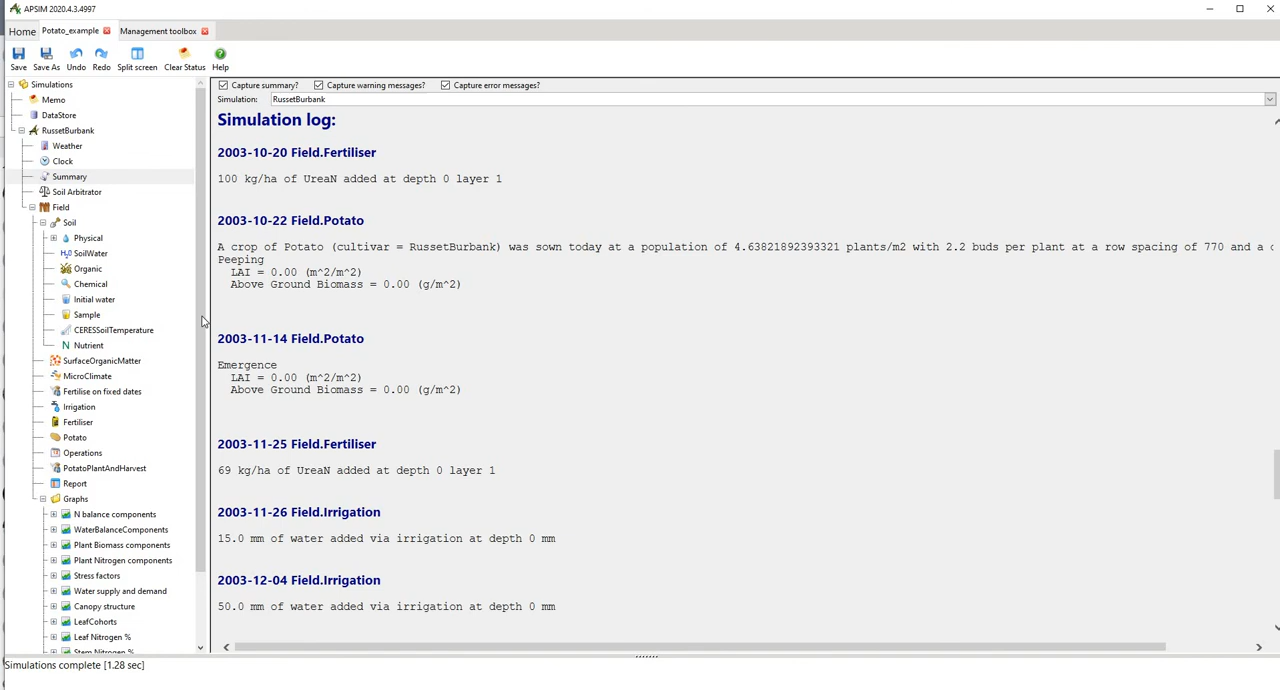 APSIM 2020.4.3.4997
Home Potato_example Management toolbox
Save Save As Undo Redo Split screen Clear Status Help
Simulations
Memo
DataStore
RussetBurbank
Weather
Clock
Summary
Soil Arbitrator
Field
Soil
Physical
SoilWater
Organic
Chemical
Initial water
Sample
CERESSoilTemperature
Nutrient
SurfaceOrganicMatter
MicroClimate
Fertilise on fixed dates
Irrigation
Fertiliser
Potato
Operations
PotatoPlantAndHarvest
Report
Graphs
N balance components
WaterBalanceComponents
Plant Biomass components
Plant Nitrogen components
Stress factors
Water supply and demand
Canopy structure
LeafCohorts
Leaf Nitrogen %
Stem Nitrogen %
Capture summary? Capture warning messages? Capture error messages?
Simulation: RussetBurbank
Simulation log:
2003-10-20 Field.Fertiliser
100 kg/ha of UreaN added at depth 0 layer 1
2003-10-22 Field.Potato
A crop of Potato (cultivar = RussetBurbank) was sown today at a population of 4.63821892393321 plants/m2 with 2.2 buds per plant at a row spacing of 770 and a
Peeping
LAI = 0.00 (m^2/m^2)
Above Ground Biomass = 0.00 (g/m^2)
2003-11-14 Field.Potato
Emergence
LAI = 0.00 (m^2/m^2)
Above Ground Biomass = 0.00 (g/m^2)
2003-11-25 Field.Fertiliser
69 kg/ha of UreaN added at depth 0 layer 1
2003-11-26 Field.Irrigation
15.0 mm of water added via irrigation at depth 0 mm
2003-12-04 Field.Irrigation
50.0 mm of water added via irrigation at depth 0 mm
Simulations complete [1.28 sec]